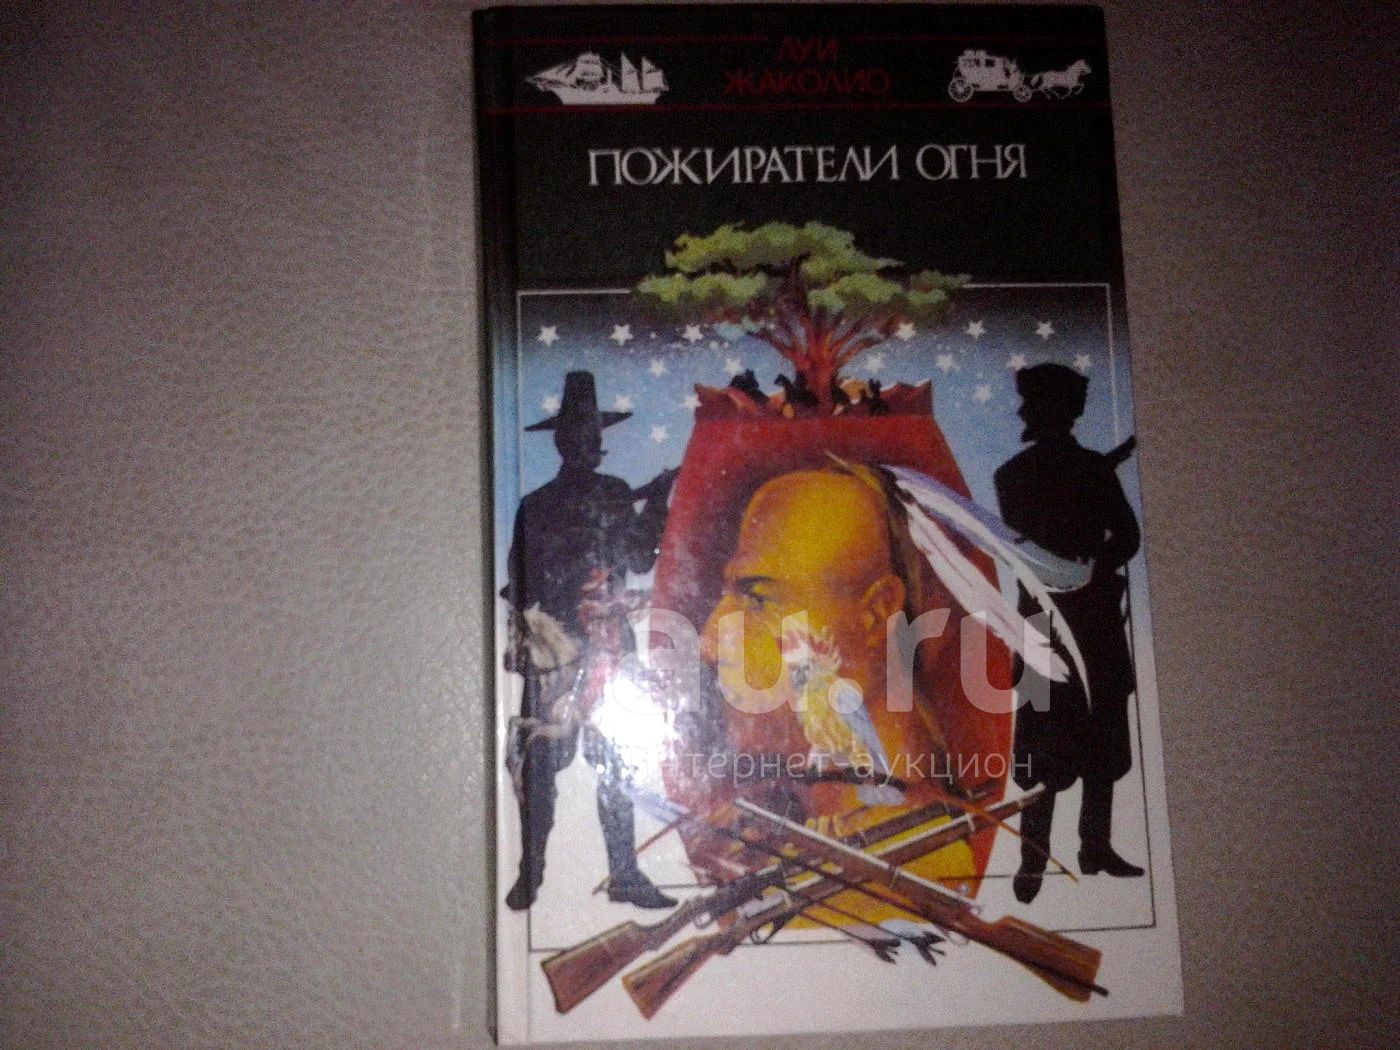 ЛУИ
ЖАКОЛИО
ПОЖИРАТЕЛИ ОГНЯ
au.ru
интернет-аукцион